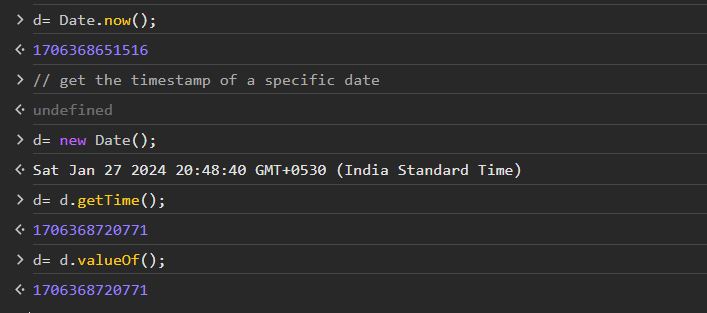 > d= Date.now();
<· 1706368651516
> // get the timestamp of a specific date
<· undefined
> d= new Date();
<· Sat Jan 27 2024 20:48:40 GMT+0530 (India Standard Time)
> d= d.getTime();
<· 1706368720771
> d= d.valueOf();
<· 1706368720771